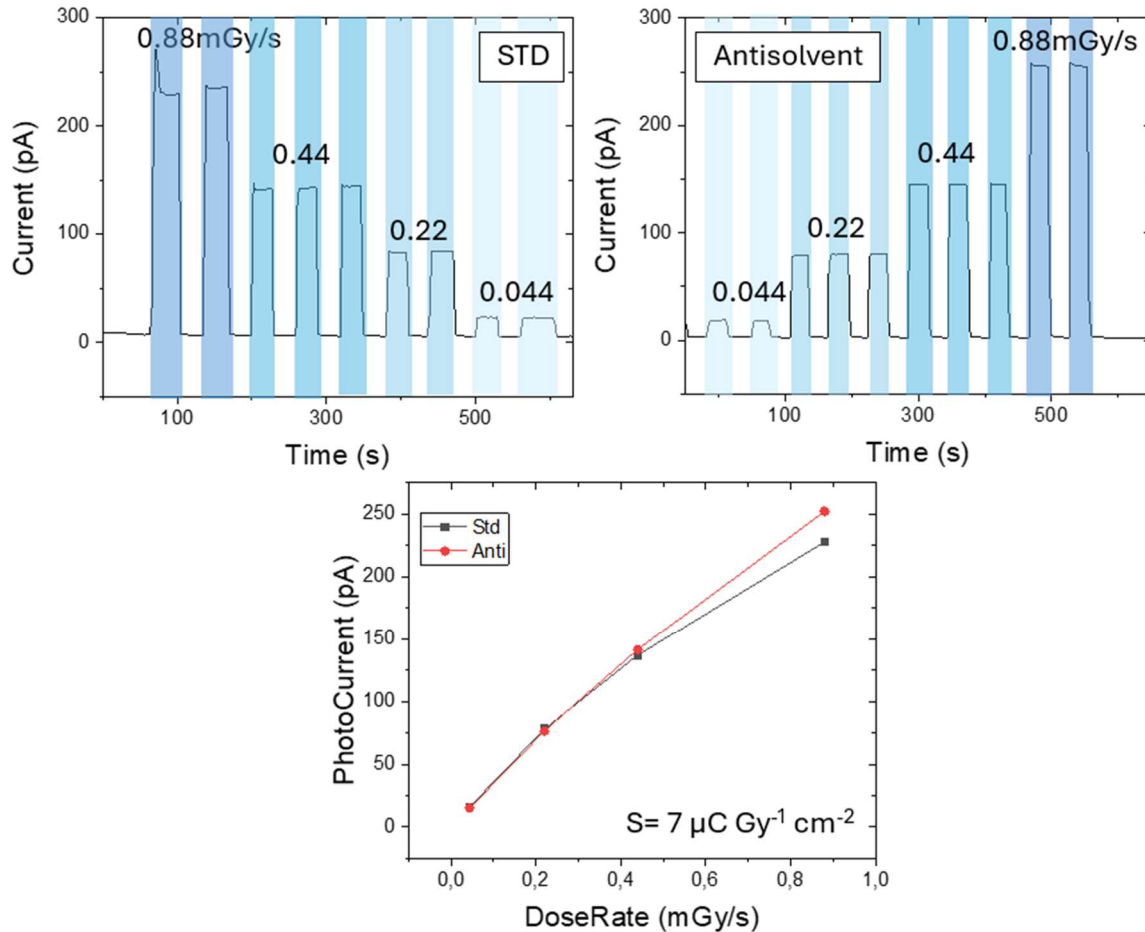 300
200
100
0
Current (pA)
0.88mGy/s
STD
0.44
0.22
0.044
100
300
500
Time (s)
300
200
100
0
Current (pA)
Antisolvent
0.88mGy/s
0.44
0.22
0.044
100
300
500
Time (s)
250
200
150
100
50
0
PhotoCurrent (pA)
Std
Anti
S= 7 µC Gy⁻¹ cm⁻²
0,0
0,2
0,4
0,6
0,8
1,0
DoseRate (mGy/s)